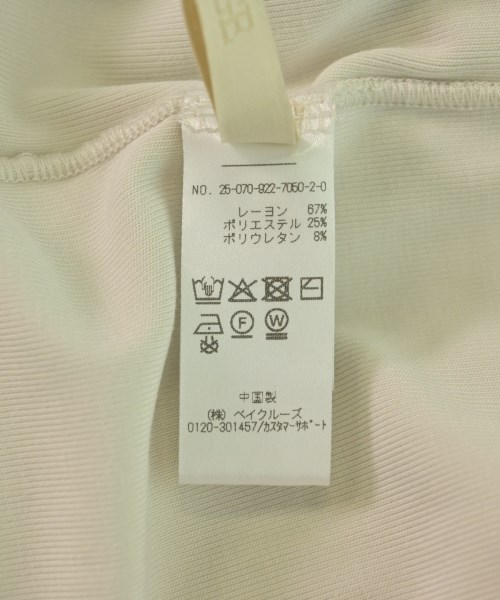 NO. 25-070-922-7050-2-0
レーヨン 67%
ポリエステル 25%
ポリウレタン 8%
F W
中国製
(株) ベイクルーズ
0120-301457/カスタマーサポート